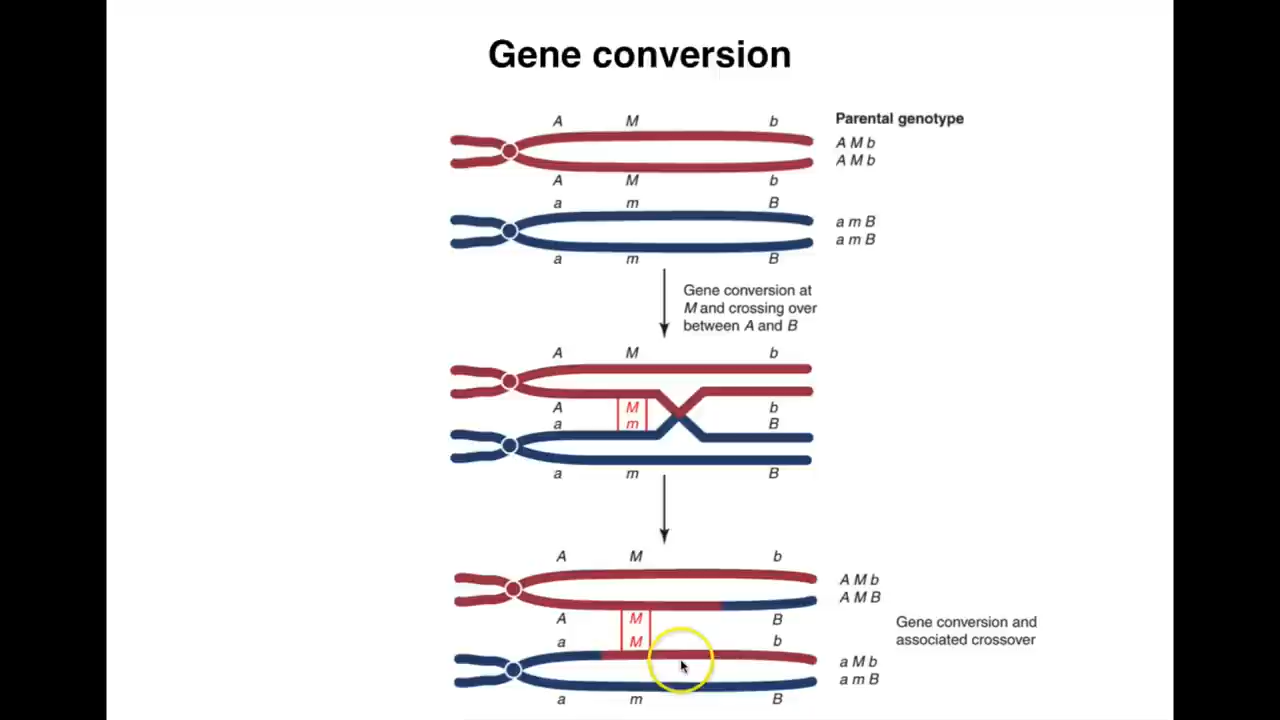 Gene conversion
A M b
Parental genotype
A M b
A M b
A M b
a m B
a m B
a m B
a m B
Gene conversion at
M and crossing over
between A and B
A M b
A M b
a m B
a m B
A M b
A M b
A M B
A M B
Gene conversion and
associated crossover
a M b
a M b
a m B
a m B